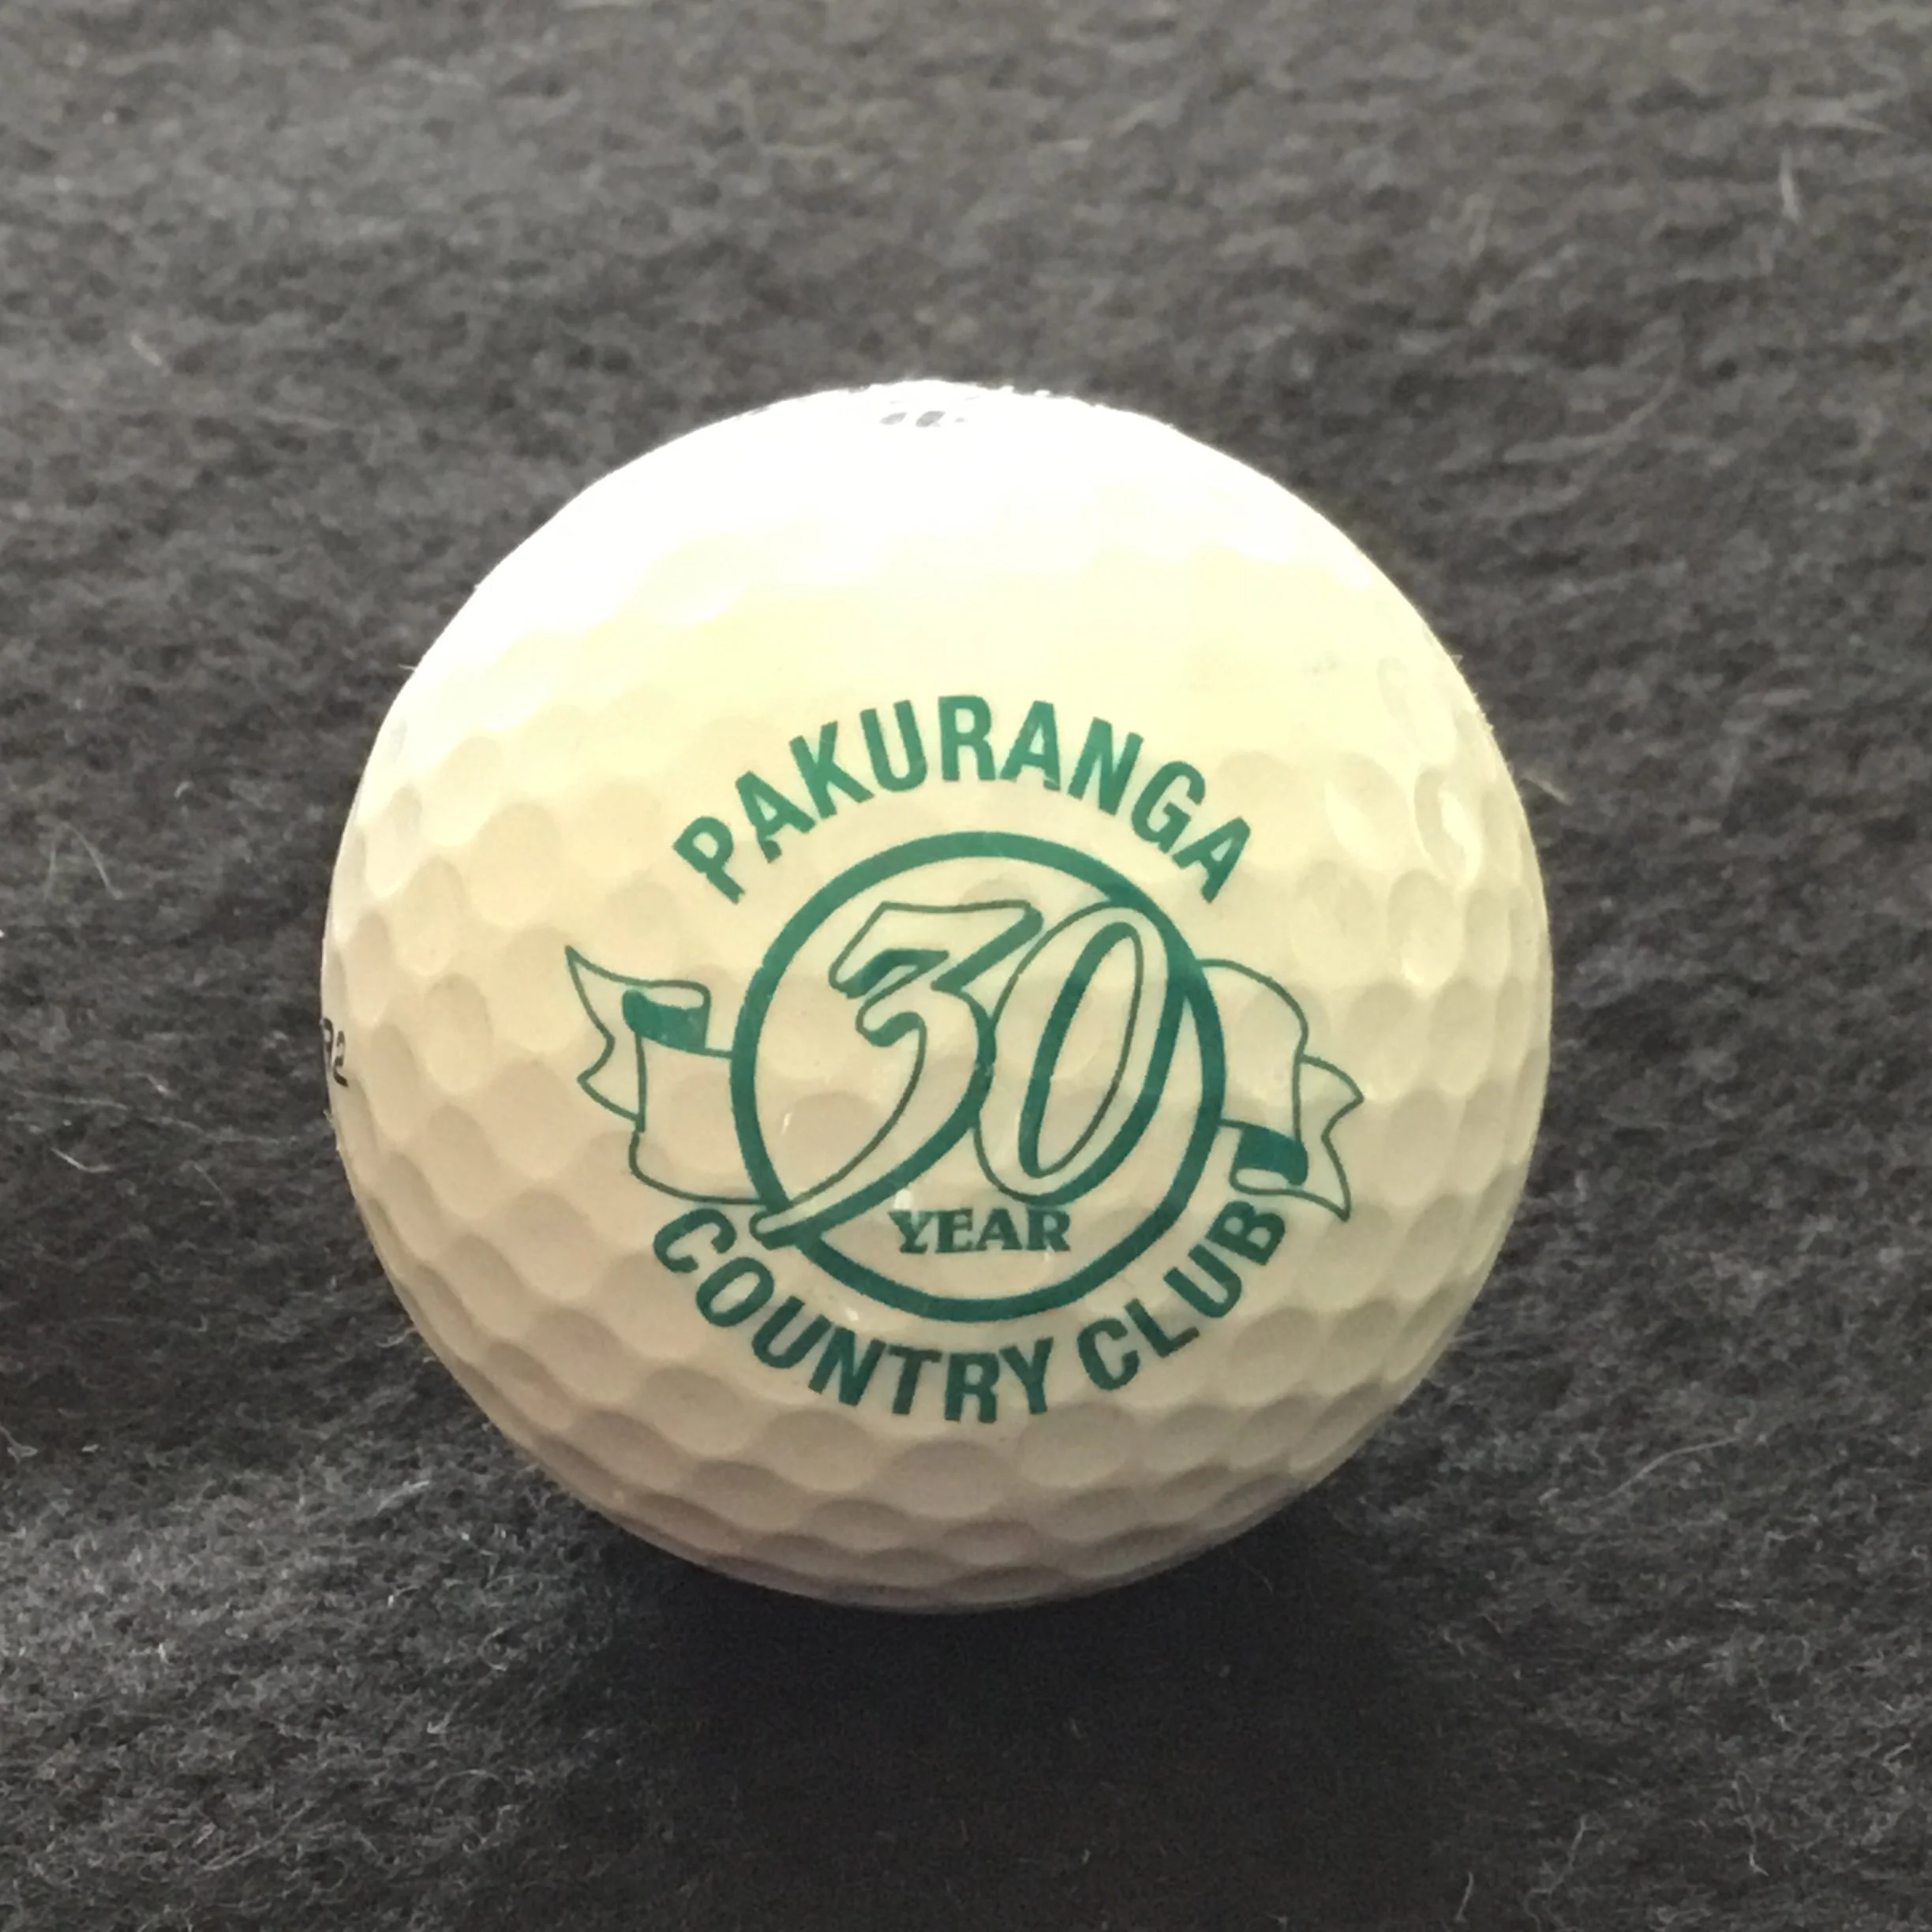 PAKURANGA
30
YEAR
COUNTRY CLUB